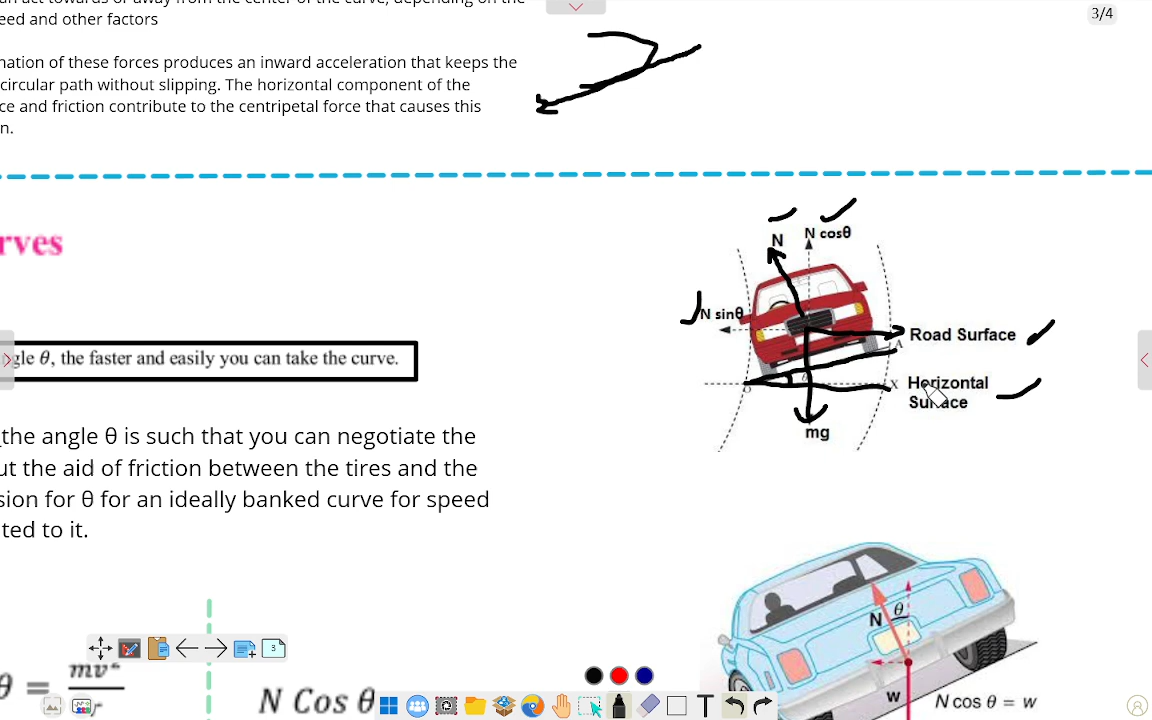 3/4
eed and other factors
nation of these forces produces an inward acceleration that keeps the
circular path without slipping. The horizontal component of the
ce and friction contribute to the centripetal force that causes this
n.
rves
N
N cosθ
N sinθ
Road Surface
A
O
X
Horizontal
Surface
mg
gle θ, the faster and easily you can take the curve.
the angle θ is such that you can negotiate the
ut the aid of friction between the tires and the
sion for θ for an ideally banked curve for speed
ted to it.
θ
N
w
N cos θ = w
3
θ = mv²
r
N Cos θ
T